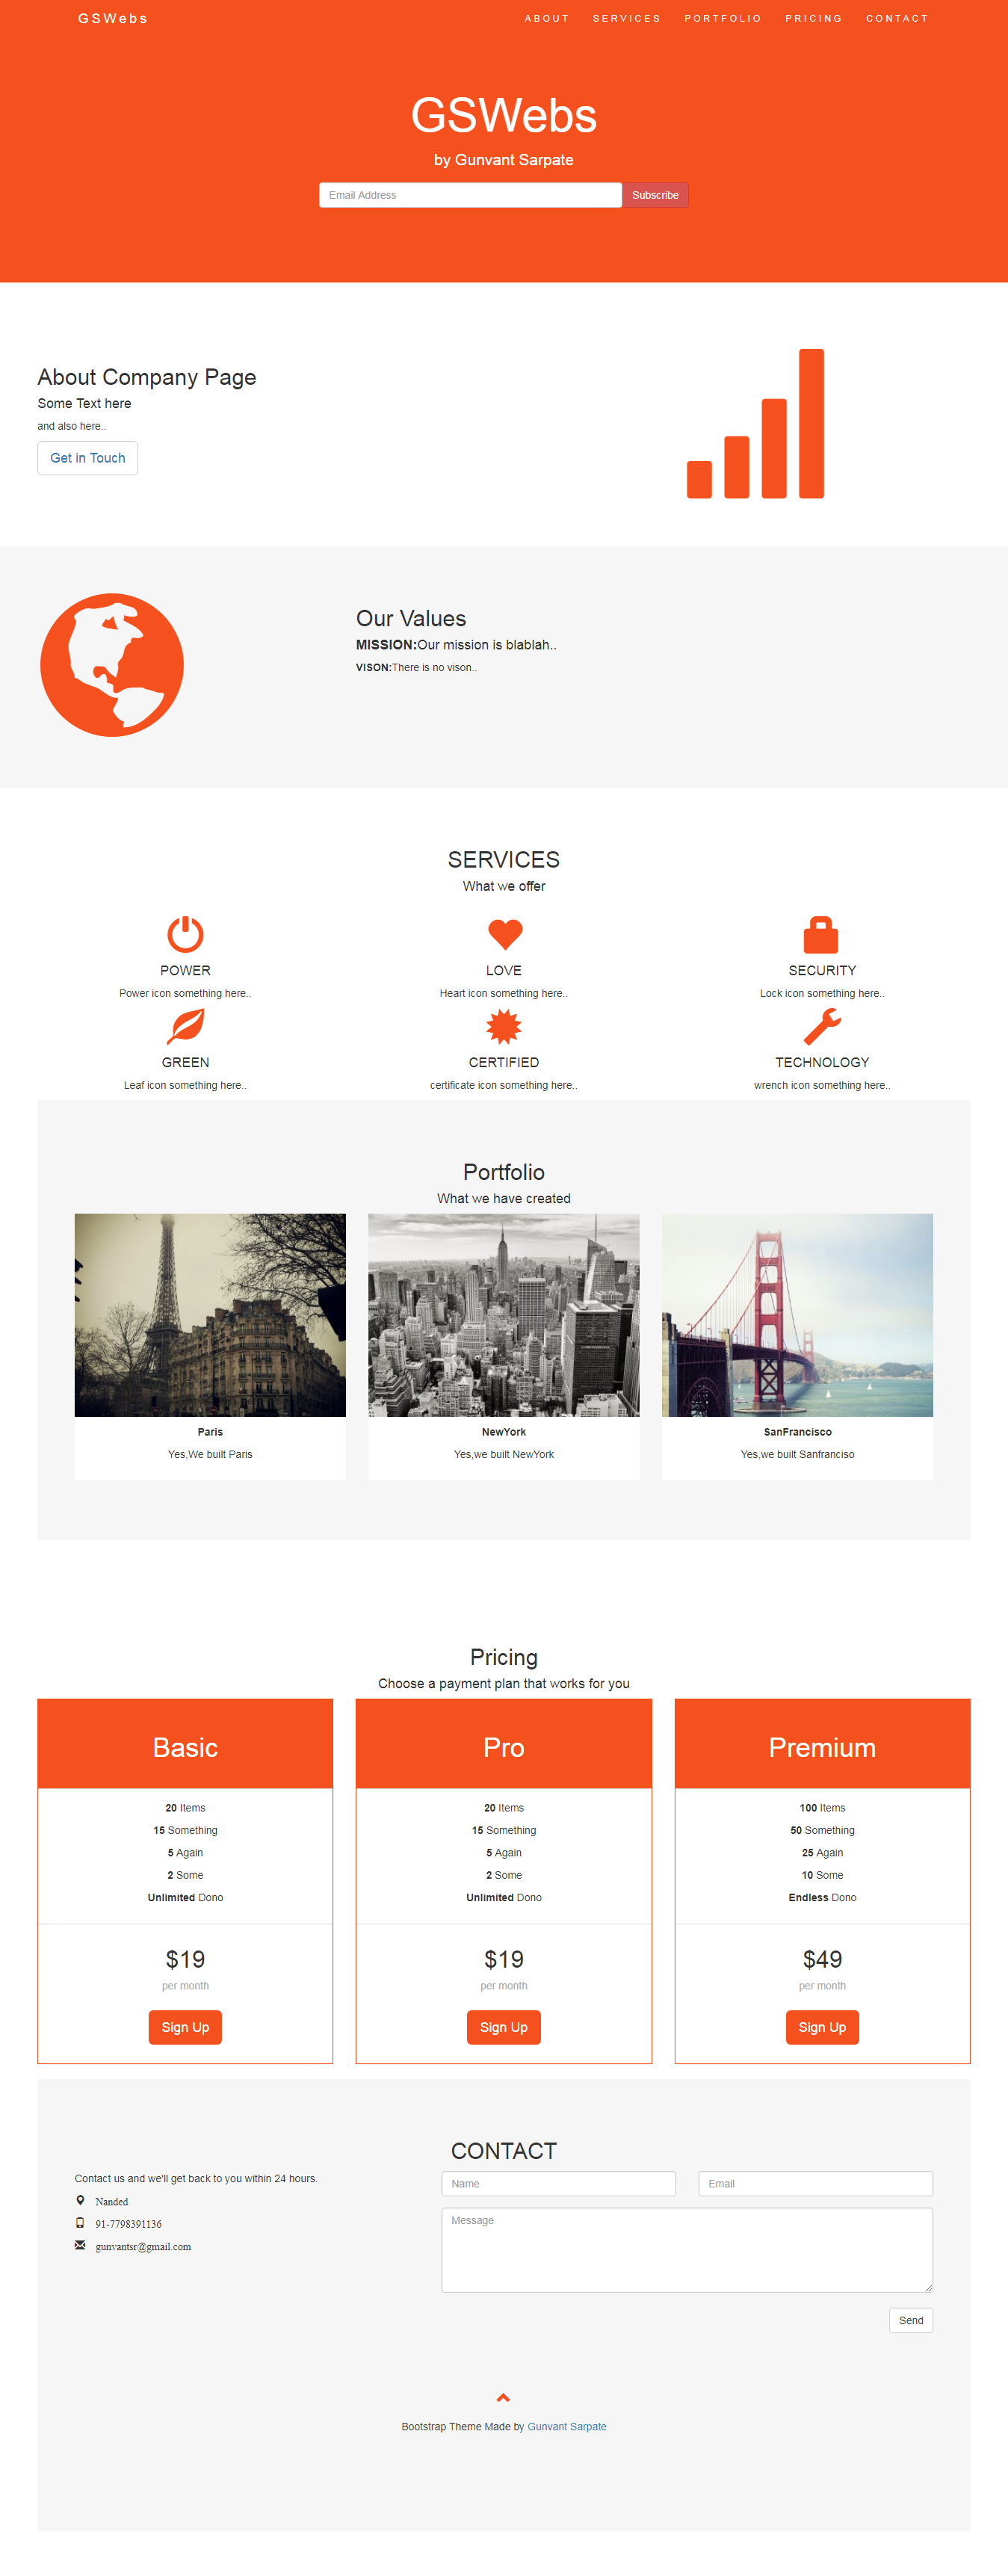 GSWebs
ABOUT SERVICES PORTFOLIO PRICING CONTACT
GSWebs
by Gunvant Sarpate
Email Address Subscribe
About Company Page
Some Text here
and also here..
Get in Touch
Our Values
MISSION:Our mission is blablah..
VISON:There is no vison..
SERVICES
What we offer
POWER LOVE SECURITY
Power icon something here.. Heart icon something here.. Lock icon something here..
GREEN CERTIFIED TECHNOLOGY
Leaf icon something here.. certificate icon something here.. wrench icon something here..
Portfolio
What we have created
Paris NewYork SanFrancisco
Yes,We built Paris Yes,we built NewYork Yes,we built Sanfranciso
Pricing
Choose a payment plan that works for you
Basic Pro Premium
20 Items 20 Items 100 Items
15 Something 15 Something 50 Something
5 Again 5 Again 25 Again
2 Some 2 Some 10 Some
Unlimited Dono Unlimited Dono Endless Dono
$19 $19 $49
per month per month per month
Sign Up Sign Up Sign Up
CONTACT
Contact us and we'll get back to you within 24 hours.
Nanded
91-7798391136
gunvantsr@gmail.com
Name Email
Message
Send
Bootstrap Theme Made by Gunvant Sarpate